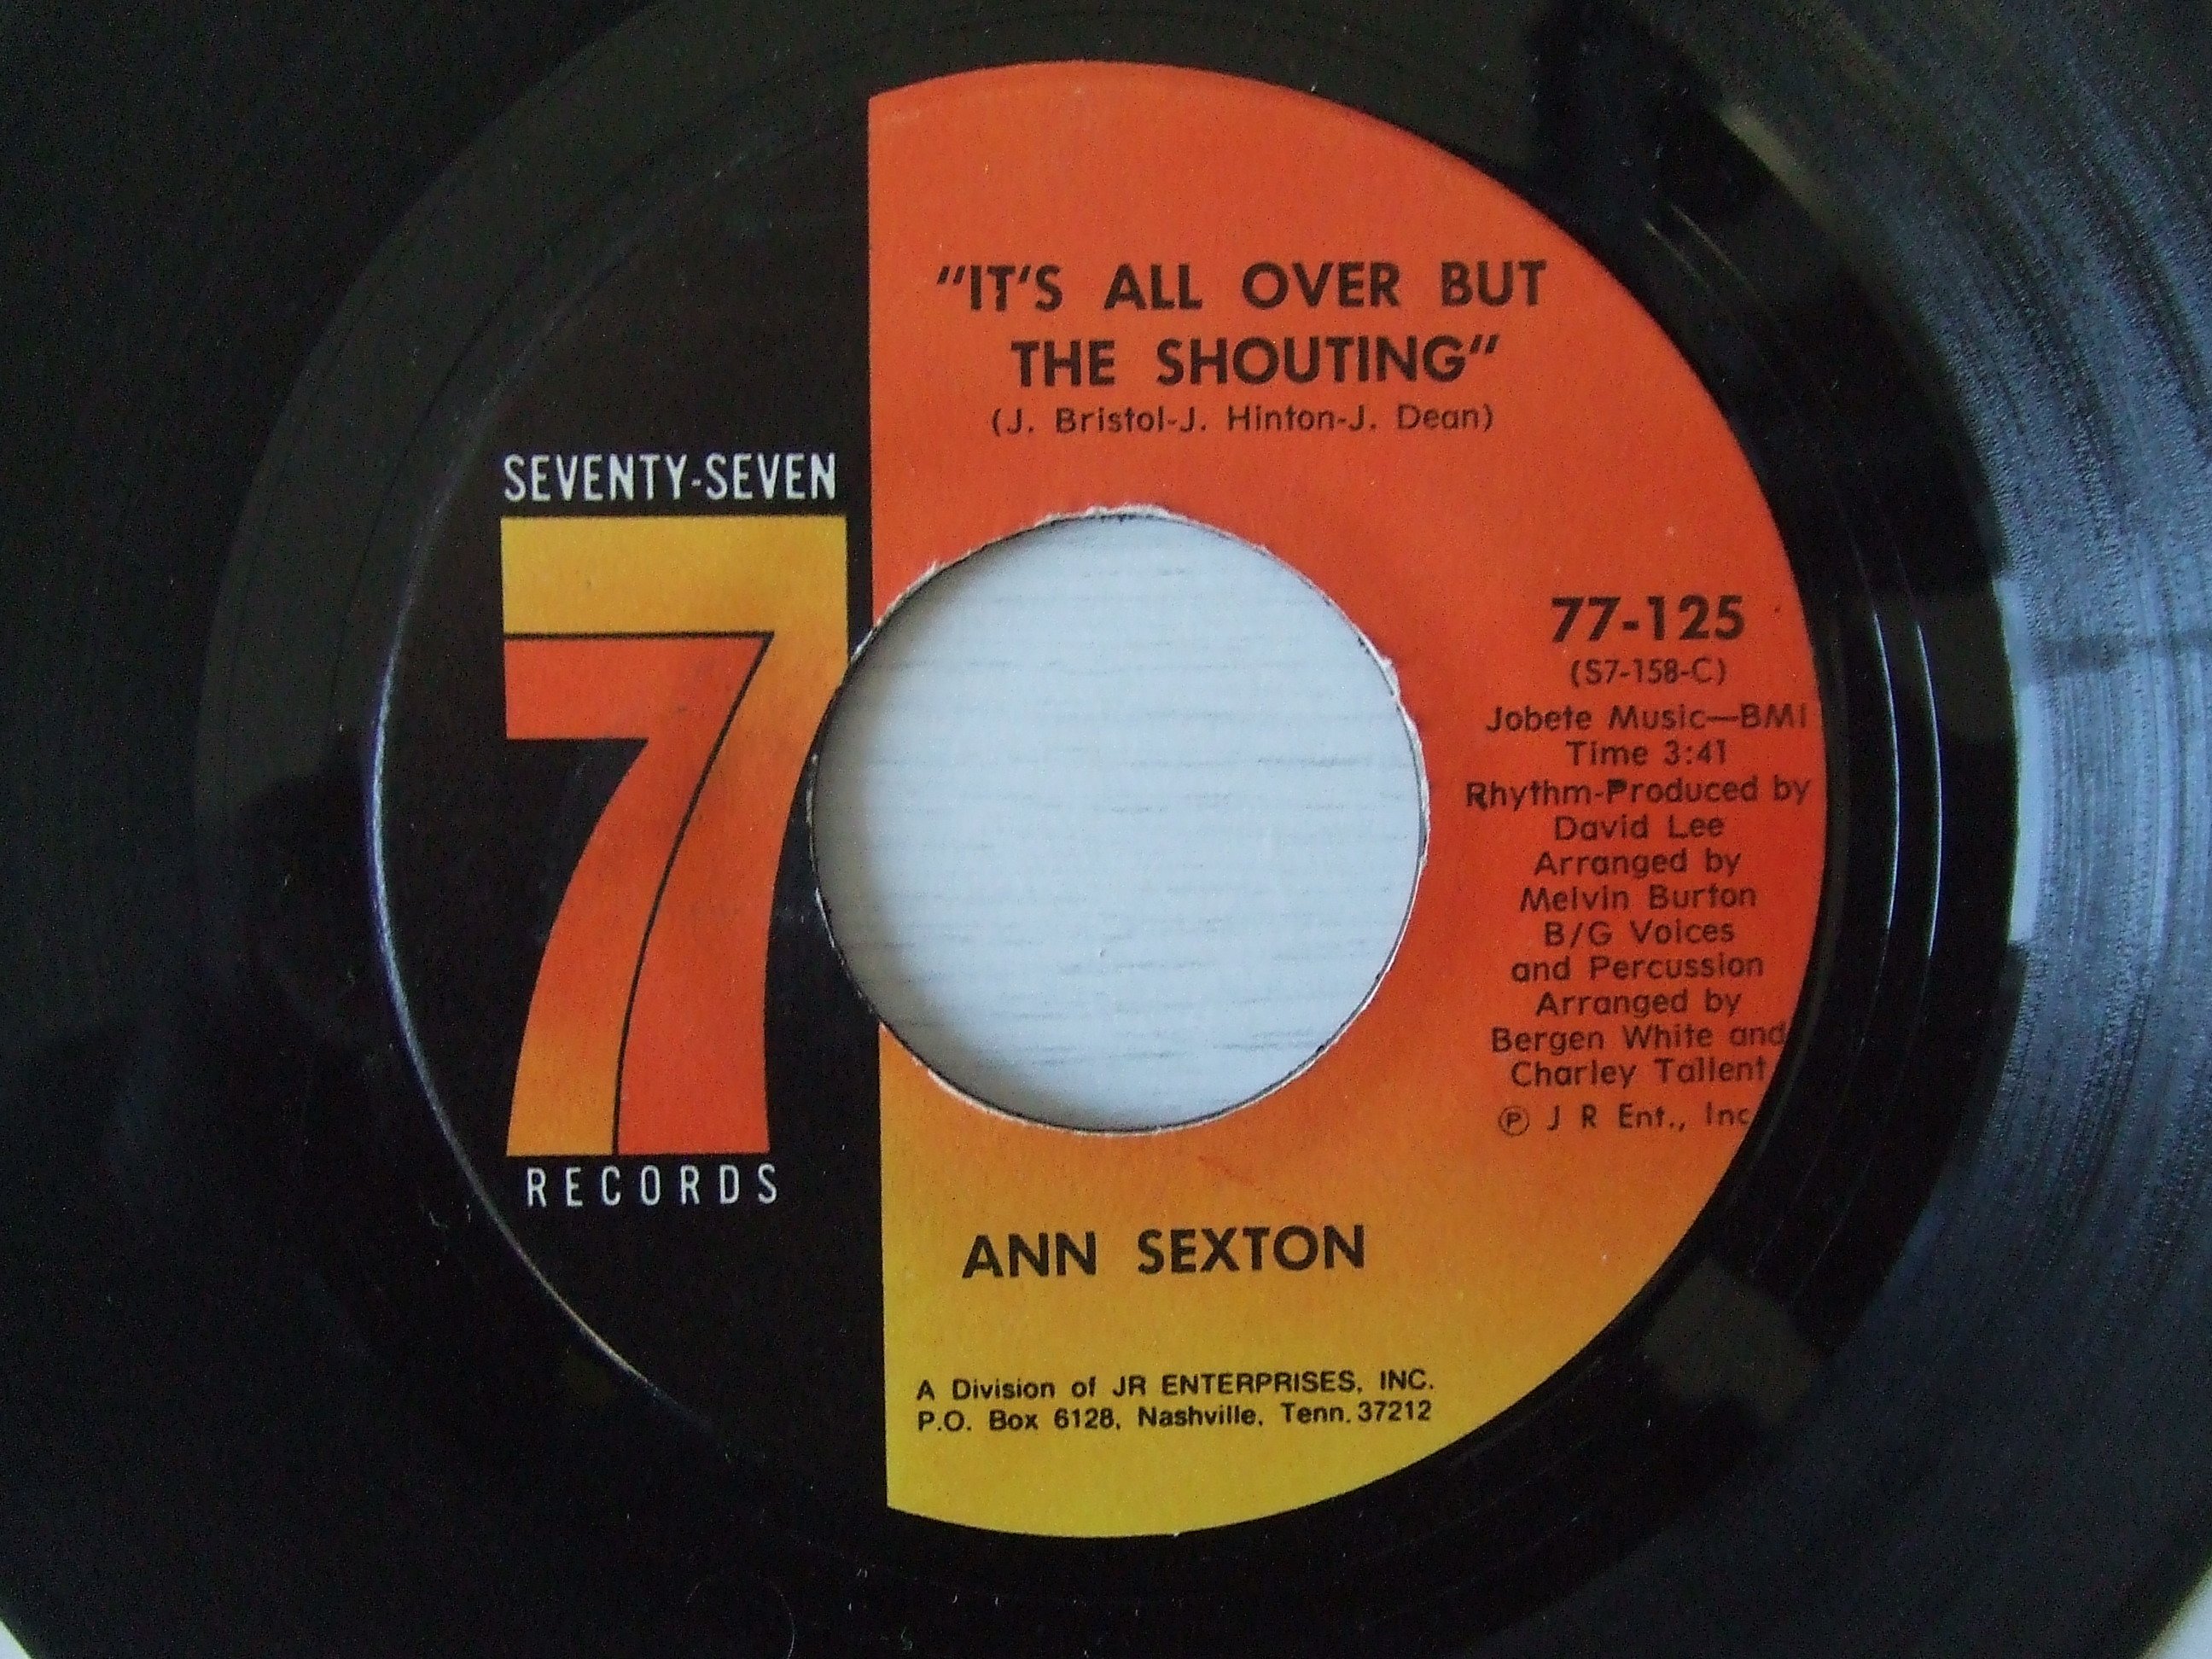 "IT'S ALL OVER BUT
THE SHOUTING"
(J. Bristol-J. Hinton-J. Dean)
SEVENTY-SEVEN
7
RECORDS
77-125
(S7-158-C)
Jobete Music—BMI
Time 3:41
Rhythm-Produced by
David Lee
Arranged by
Melvin Burton
B/G Voices
and Percussion
Arranged by
Bergen White and
Charley Tallent
℗ J R Ent., Inc
ANN SEXTON
A Division of JR ENTERPRISES, INC.
P.O. Box 6128, Nashville, Tenn. 37212